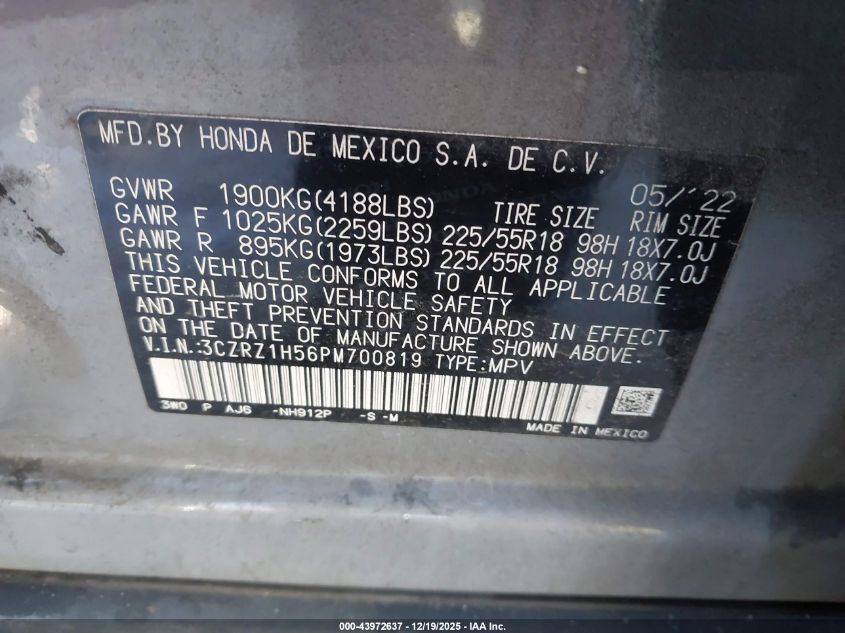 MFD.BY HONDA DE MEXICO S.A. DE C.V.
05/'22
GVWR 1900KG(4188LBS) TIRE SIZE RIM SIZE
GAWR F 1025KG(2259LBS) 225/55R18 98H 18X7.0J
GAWR R 895KG(1973LBS) 225/55R18 98H 18X7.0J
THIS VEHICLE CONFORMS TO ALL APPLICABLE
FEDERAL MOTOR VEHICLE SAFETY
AND THEFT PREVENTION STANDARDS IN EFFECT
ON THE DATE OF MANUFACTURE SHOWN ABOVE.
V.I.N.:3CZRZ1H56PM700819 TYPE:MPV
3WO P AJ6 -NH912P -S -M
MADE IN MEXICO
000-43972637 - 12/19/2025 - IAA Inc.